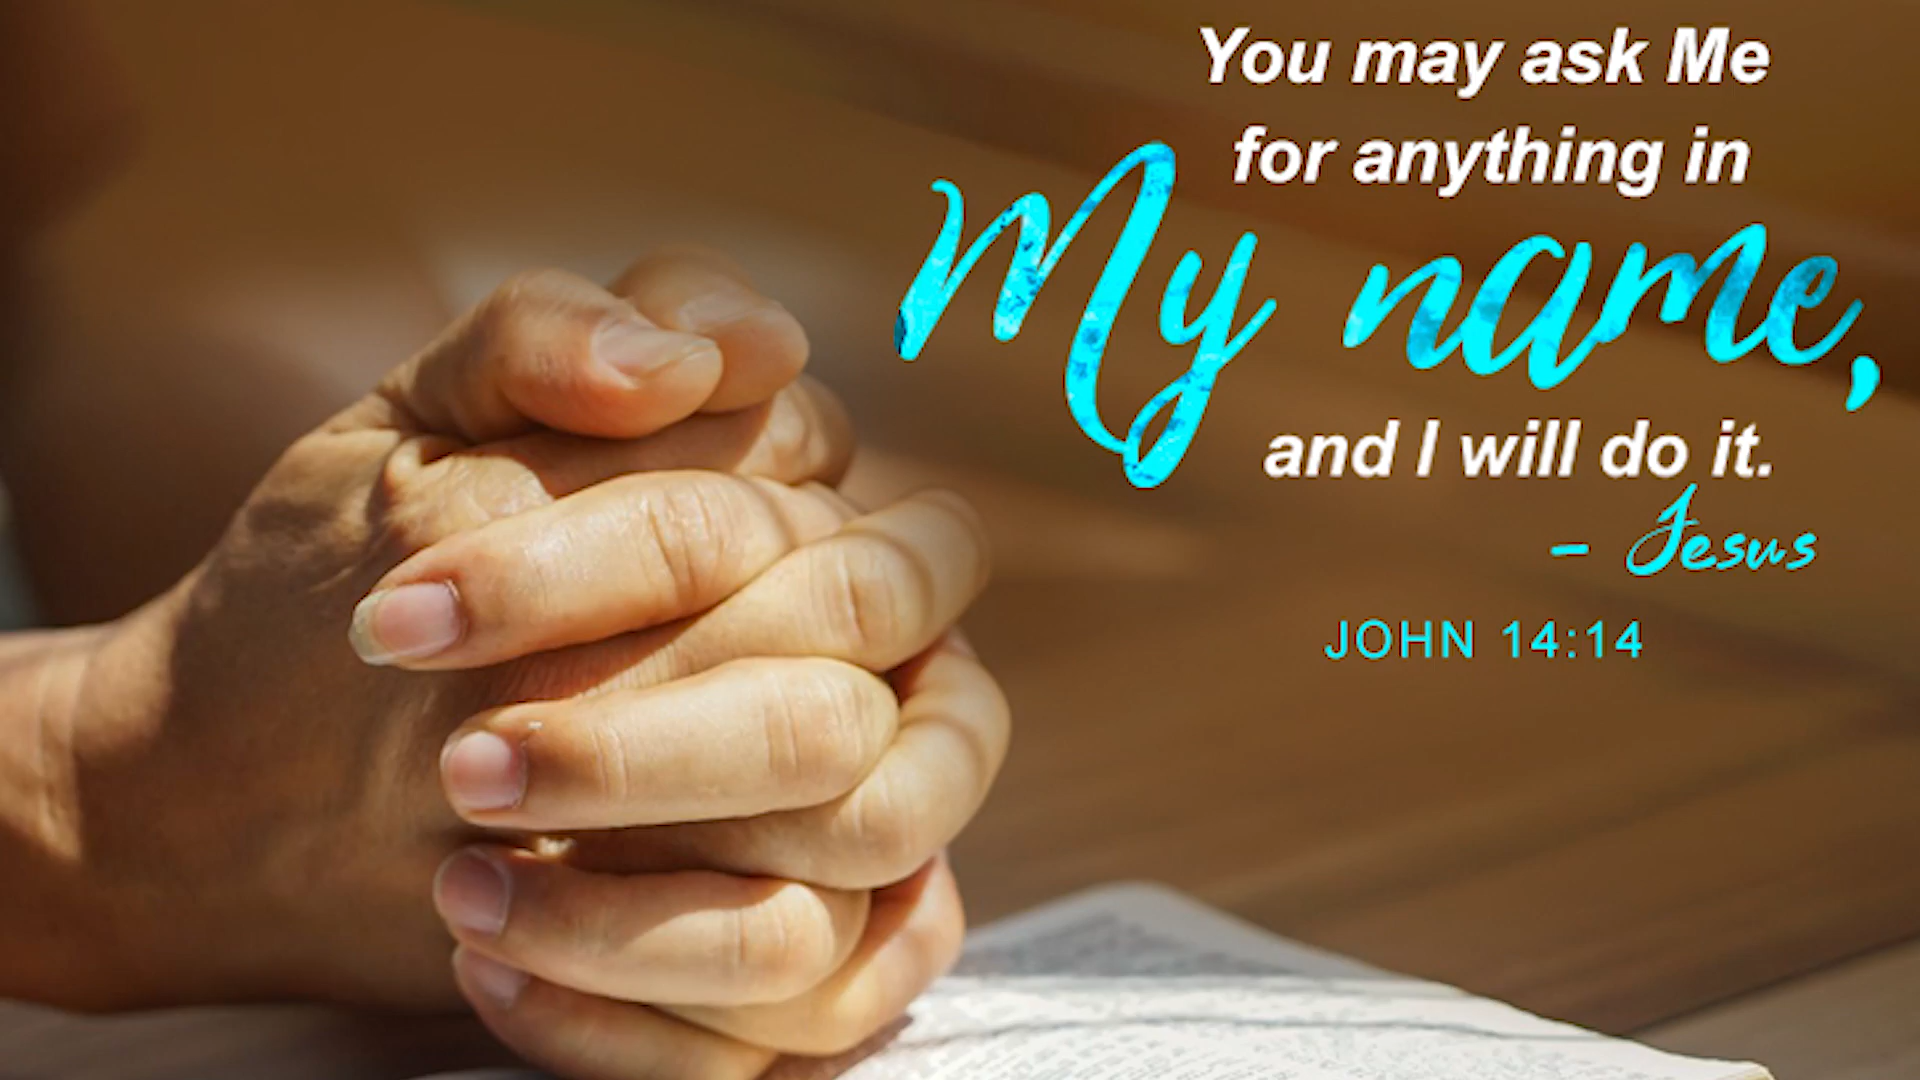 You may ask Me
for anything in
My name,
and I will do it.
– Jesus
JOHN 14:14